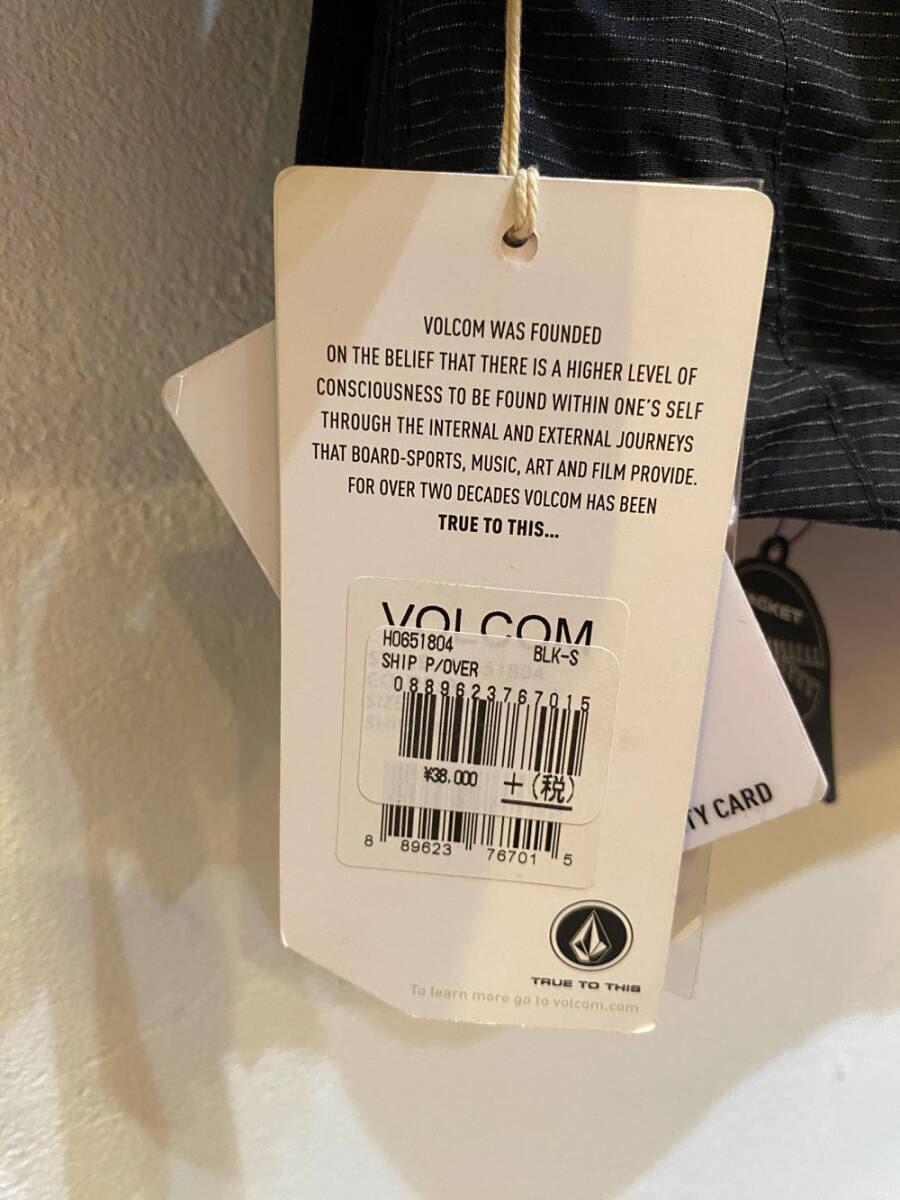 VOLCOM WAS FOUNDED
ON THE BELIEF THAT THERE IS A HIGHER LEVEL OF
CONSCIOUSNESS TO BE FOUND WITHIN ONE'S SELF
THROUGH THE INTERNAL AND EXTERNAL JOURNEYS
THAT BOARD-SPORTS, MUSIC, ART AND FILM PROVIDE.
FOR OVER TWO DECADES VOLCOM HAS BEEN
TRUE TO THIS...
VOLCOM
H0651804 BLK-S
SHIP P/OVER
0889623767015
¥38.000 +(税)
8 89623 76701 5
TY CARD
TRUE TO THIS
To learn more go to volcom.com